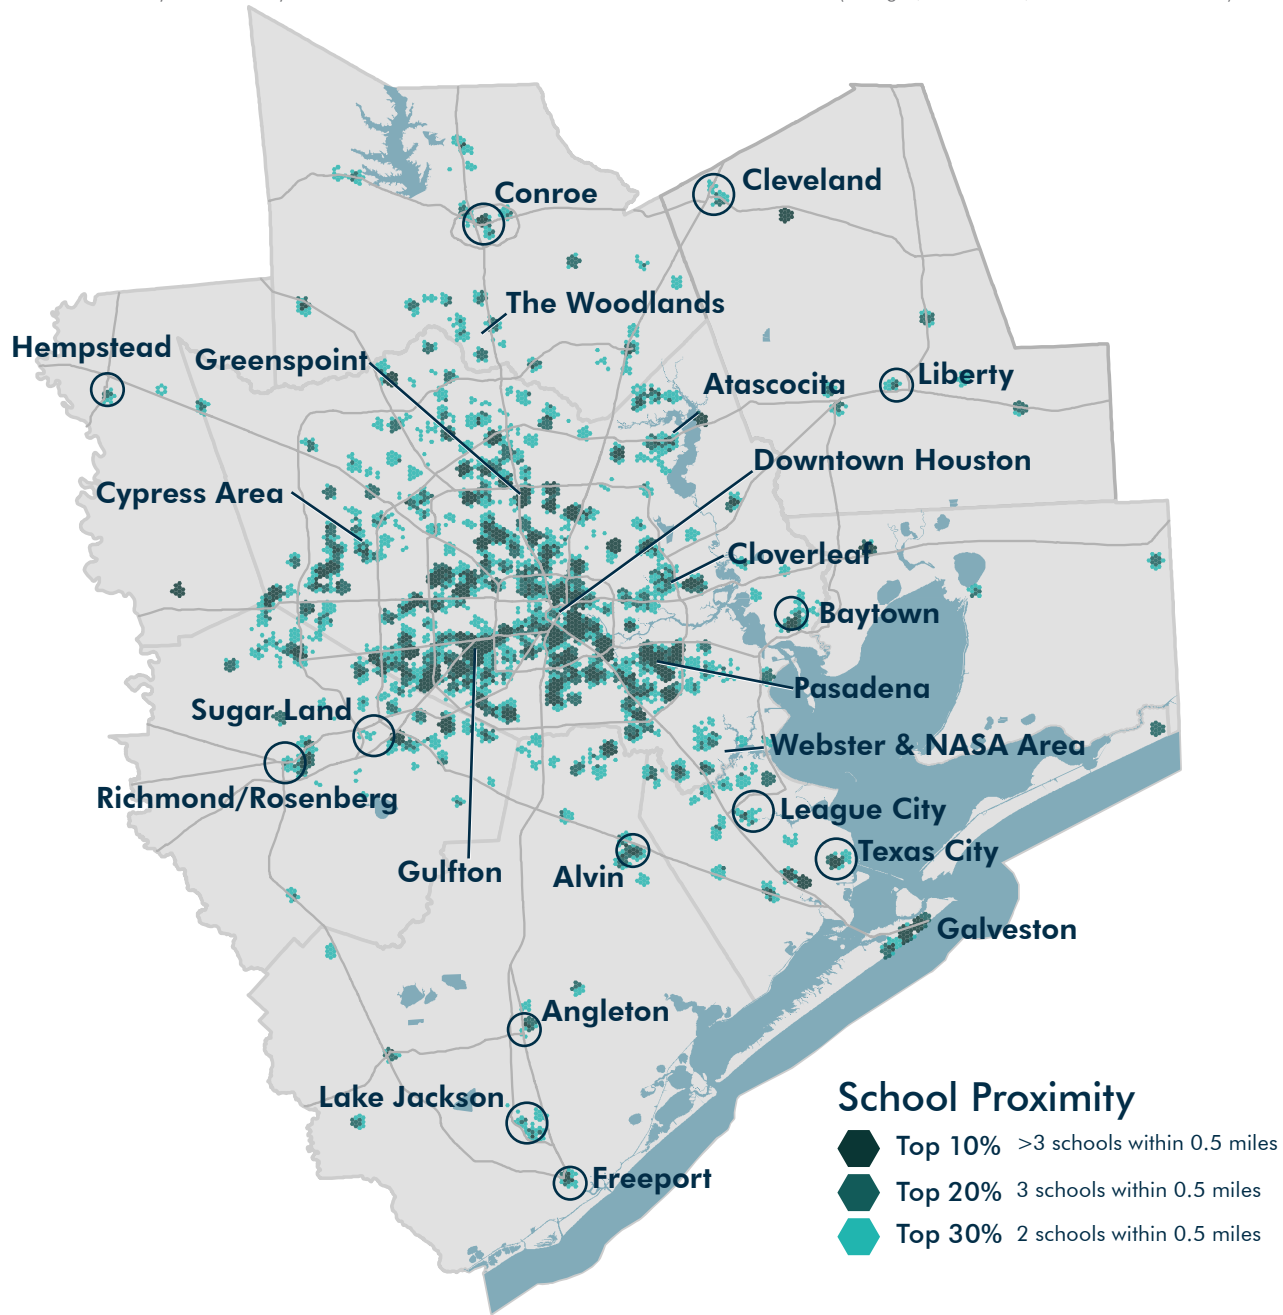 Cleveland
Conroe
The Woodlands
Hempstead
Greenspoint
Liberty
Atascocita
Downtown Houston
Cypress Area
Cloverleaf
Baytown
Pasadena
Sugar Land
Webster & NASA Area
Richmond/Rosenberg
League City
Texas City
Gulfton
Alvin
Galveston
Angleton
Lake Jackson
Freeport
School Proximity
Top 10% >3 schools within 0.5 miles
Top 20% 3 schools within 0.5 miles
Top 30% 2 schools within 0.5 miles